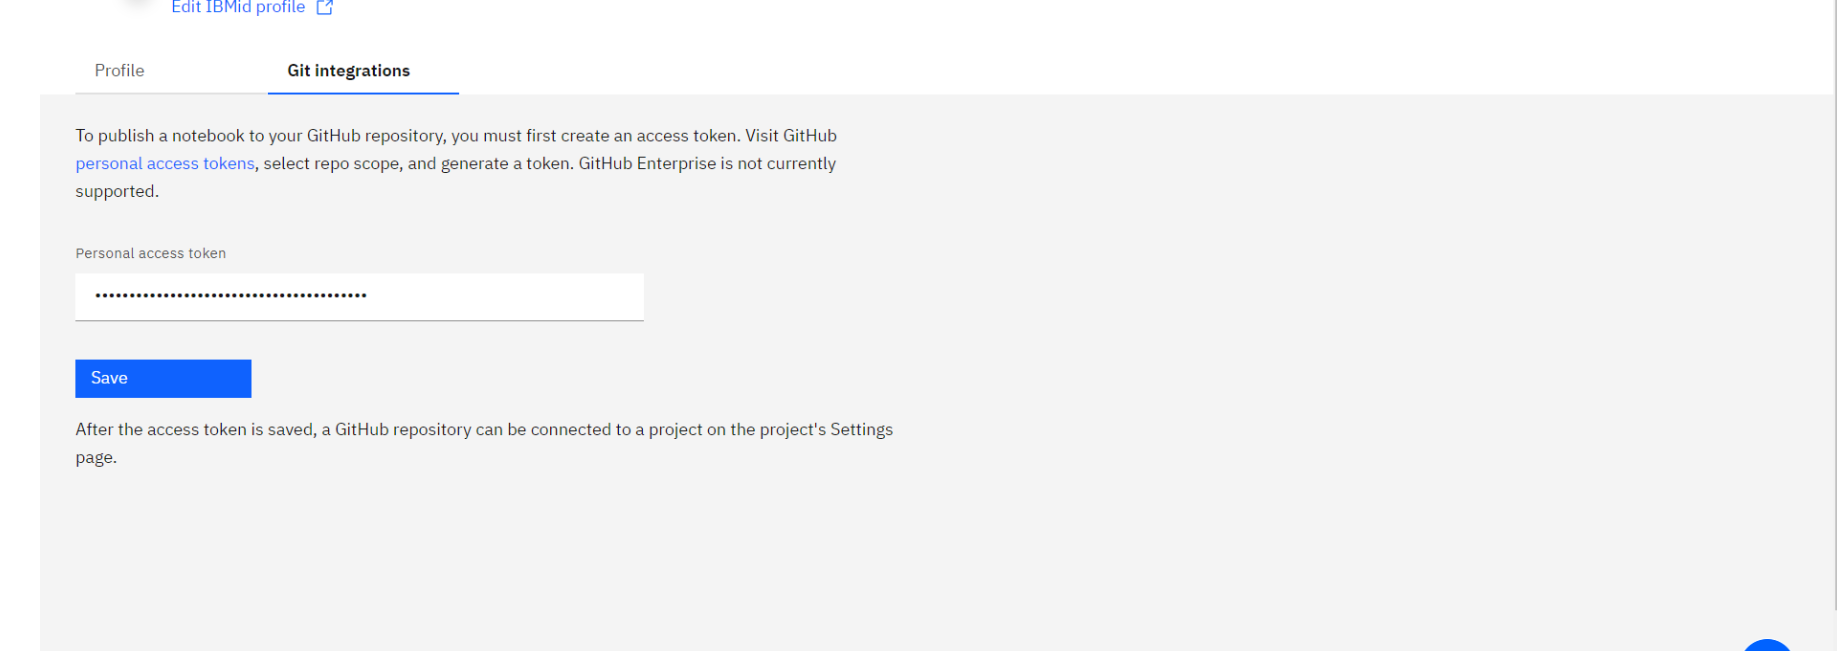 Edit IBMid profile
Profile
Git integrations
To publish a notebook to your GitHub repository, you must first create an access token. Visit GitHub
personal access tokens, select repo scope, and generate a token. GitHub Enterprise is not currently
supported.
Personal access token
••••••••••••••••••••••••••••••••••••••••
Save
After the access token is saved, a GitHub repository can be connected to a project on the project's Settings
page.